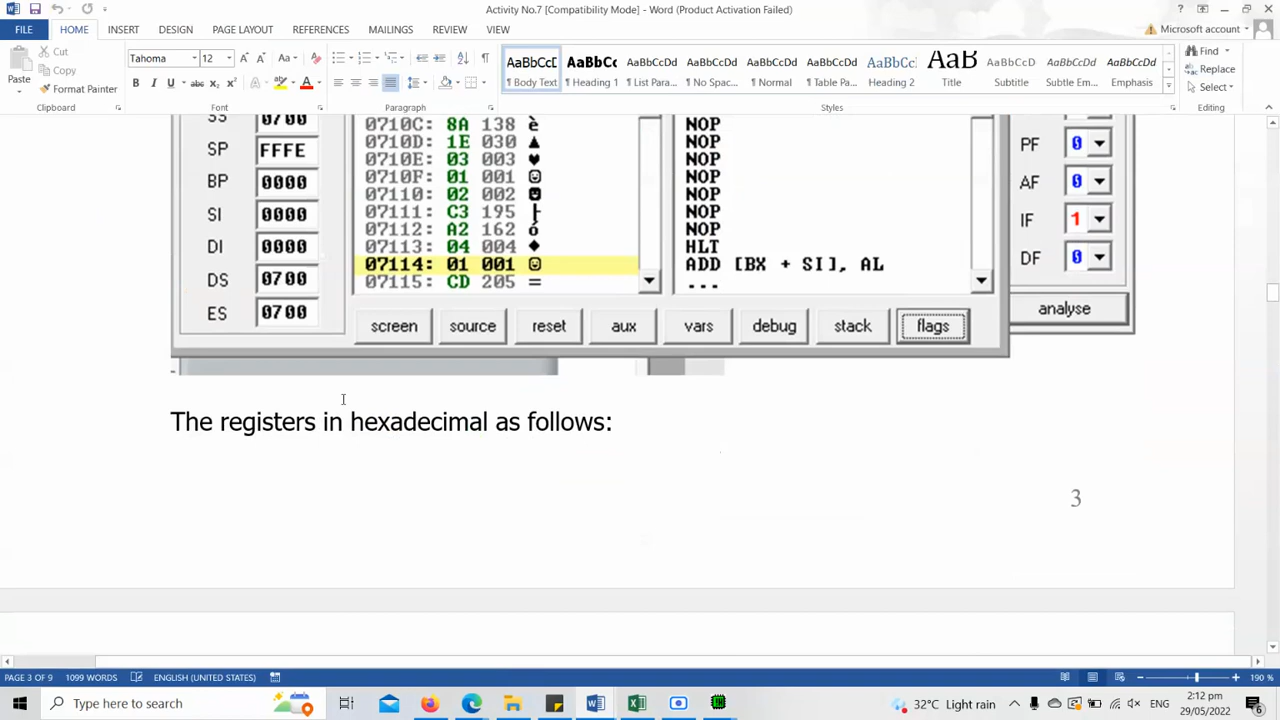 Activity No.7 [Compatibility Mode] - Word (Product Activation Failed)
FILE HOME INSERT DESIGN PAGE LAYOUT REFERENCES MAILINGS REVIEW VIEW Microsoft account
Paste Cut
Copy
Format Painter
Tahoma 12
AaBbCcD AaBbCc AaBbCcDd AaBbCcDd AaBbCcDd AaBbCcDd AaBbCcI AaB AaBbCcD AaBbCcDd AaBbCcDd
¶ Body Text ¶ Heading 1 ¶ List Para... ¶ No Spac... ¶ Normal ¶ Table Pa... Heading 2 Title Subtitle Subtle Em... Emphasis
Find
Replace
Select
Clipboard Font Paragraph Styles Editing
SS 0700
SP FFFE
BP 0000
SI 0000
DI 0000
DS 0700
ES 0700
0710C: 8A 138 è
0710D: 1E 030 ▲
0710E: 03 003 ♥
0710F: 01 001 ☺
07110: 02 002 ☻
07111: C3 195 ├
07112: A2 162 ó
07113: 04 004 ♦
07114: 01 001 ☺
07115: CD 205 =
NOP
NOP
NOP
NOP
NOP
NOP
NOP
HLT
ADD [BX + SI], AL
...
PF 0
AF 0
IF 1
DF 0
analyse
screen source reset aux vars debug stack flags
The registers in hexadecimal as follows:
3
PAGE 3 OF 9 1099 WORDS ENGLISH (UNITED STATES) 190 %
Type here to search
32°C Light rain
2:12 pm
29/05/2022
6